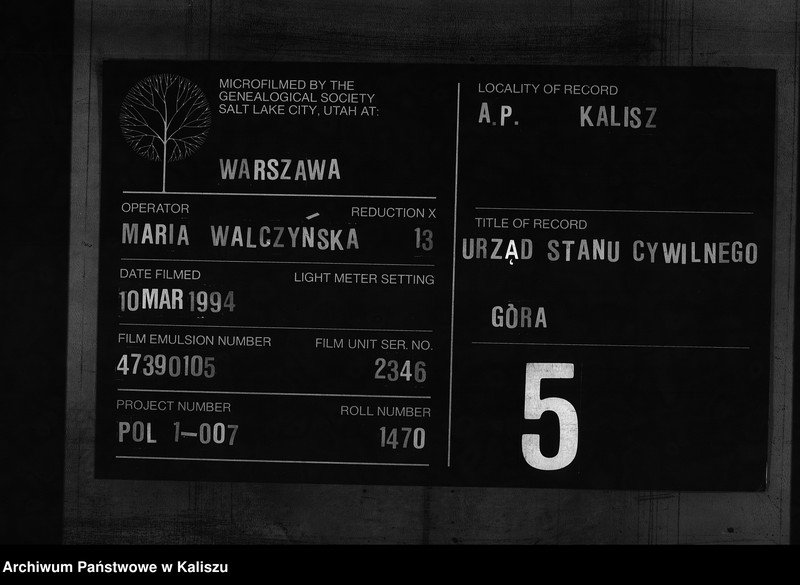 MICROFILMED BY THE
GENEALOGICAL SOCIETY
SALT LAKE CITY, UTAH AT:
WARSZAWA
OPERATOR REDUCTION X
MARIA WALCZYŃSKA 13
DATE FILMED LIGHT METER SETTING
10 MAR 1994
FILM EMULSION NUMBER FILM UNIT SER. NO.
47390105 2346
PROJECT NUMBER ROLL NUMBER
POL 1-007 1470
LOCALITY OF RECORD
A.P. KALISZ
TITLE OF RECORD
URZĄD STANU CYWILNEGO
GÒRA
5
Archiwum Państwowe w Kaliszu